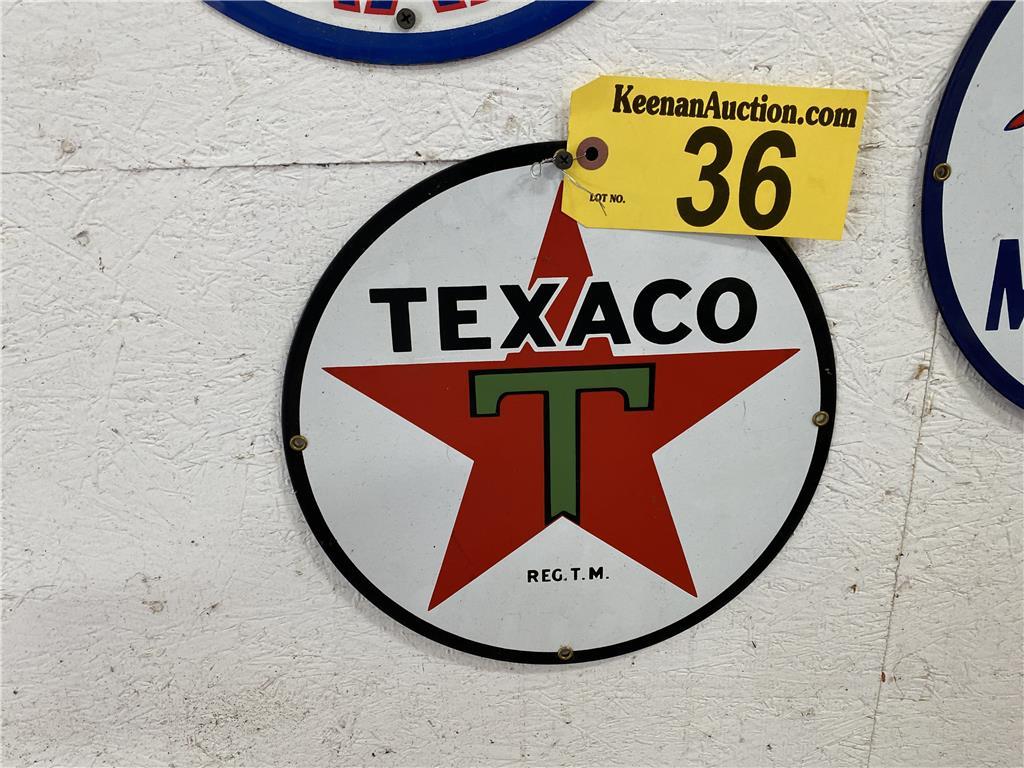 KeenanAuction.com
36
LOT NO.
TEXACO
T
REG. T. M.
M